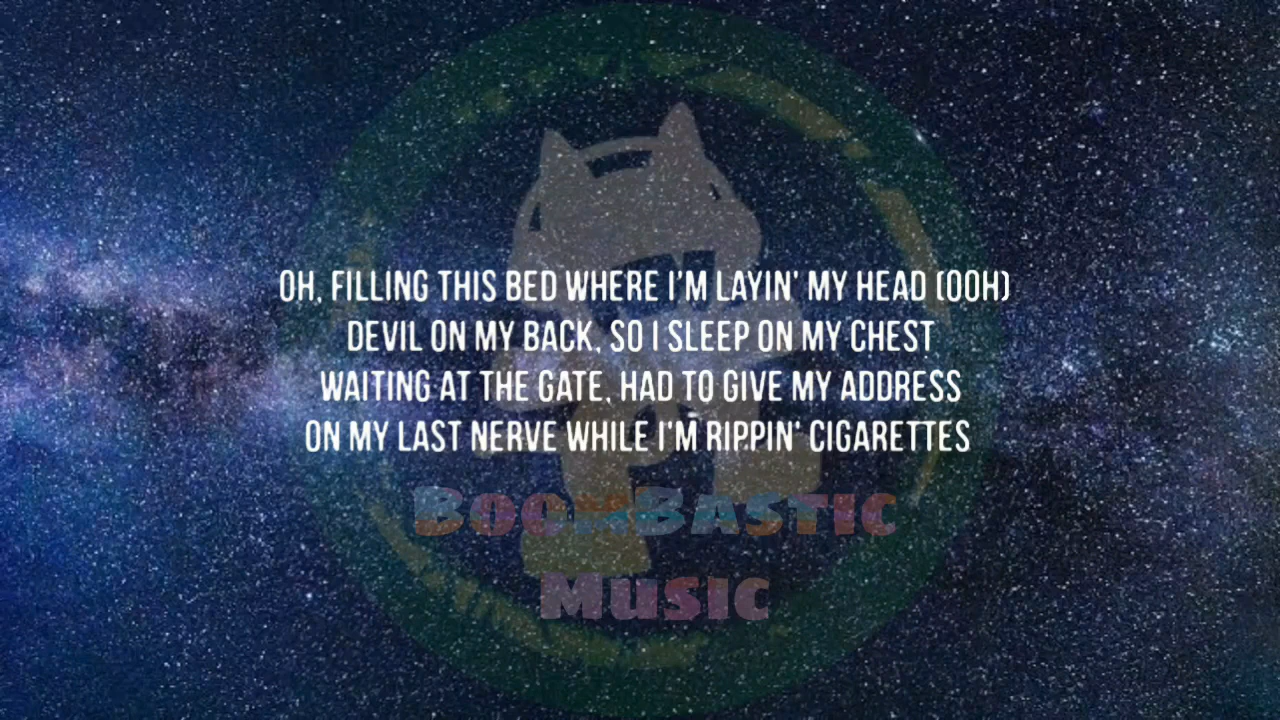 OH, FILLING THIS BED WHERE I'M LAYIN' MY HEAD (OOH)
DEVIL ON MY BACK, SO I SLEEP ON MY CHEST
WAITING AT THE GATE, HAD TO GIVE MY ADDRESS
ON MY LAST NERVE WHILE I'M RIPPIN' CIGARETTES
BOOMBASTIC
MUSIC